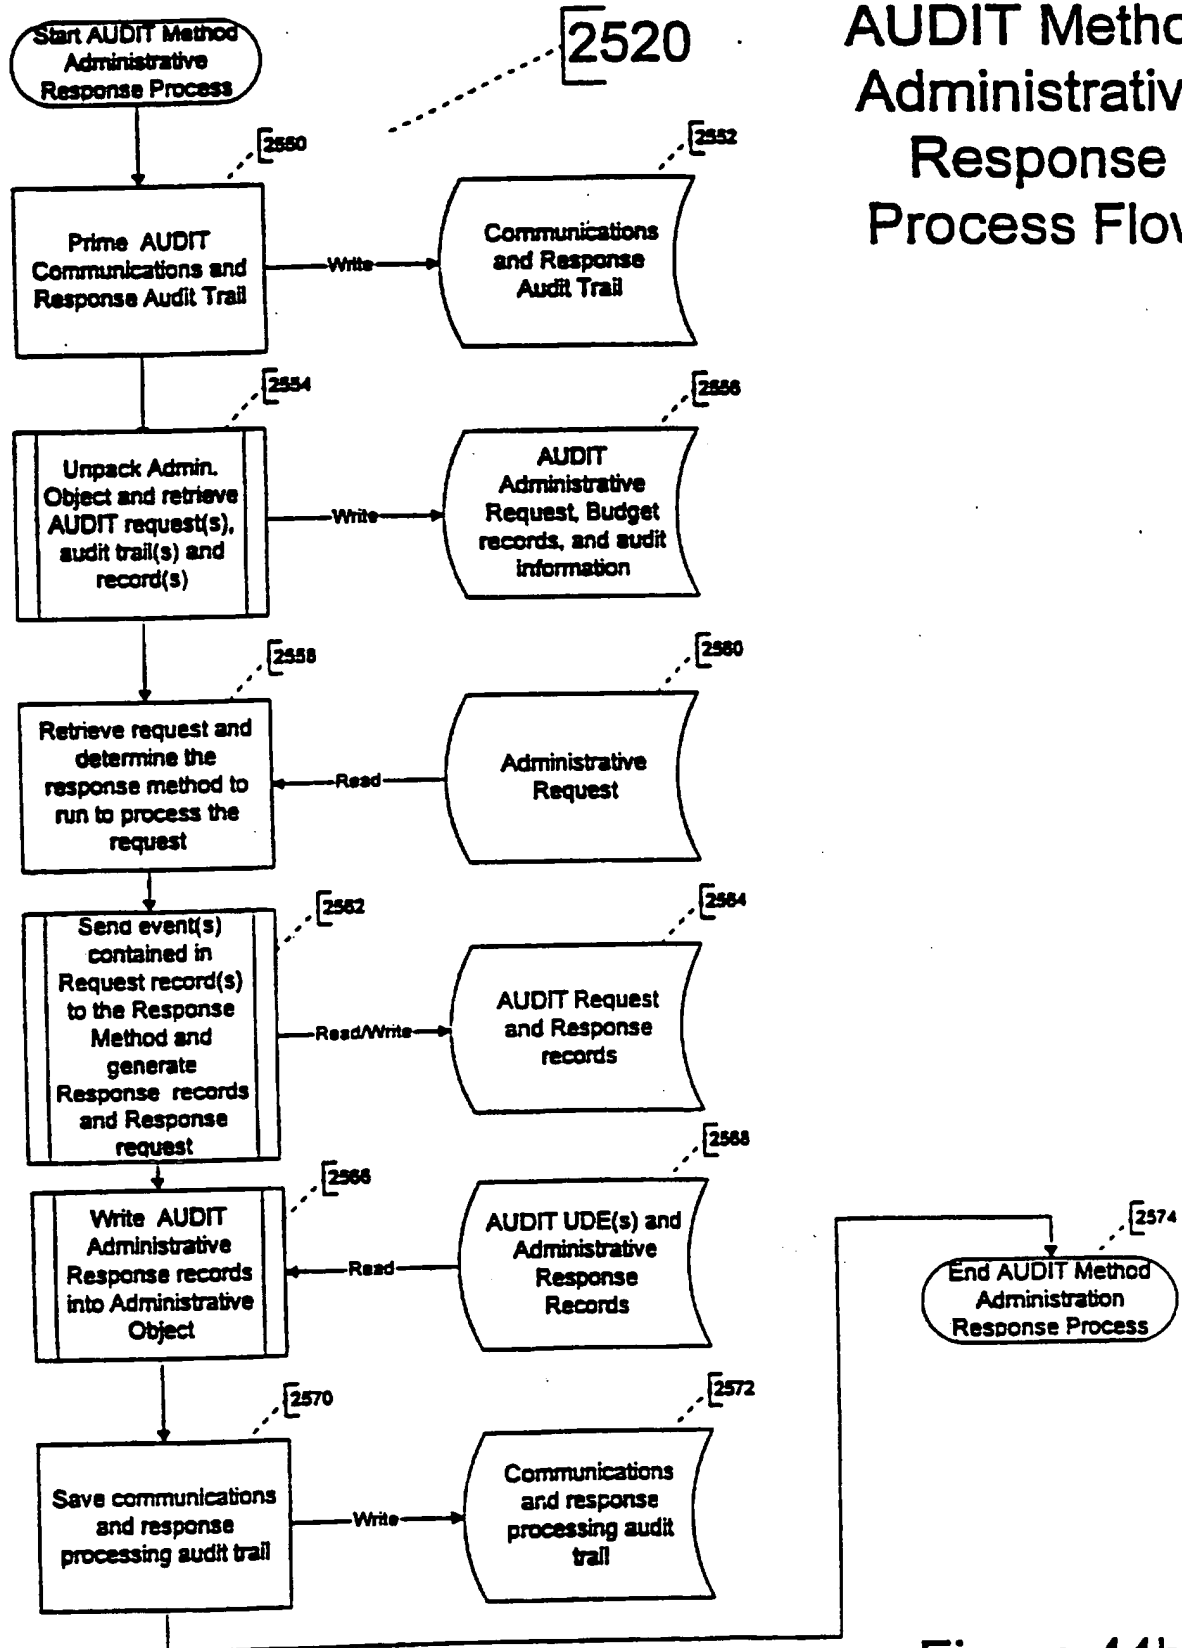 Start AUDIT Method
Administrative
Response Process
2520
AUDIT Metho
Administrativ
Response
Process Flov
2550
Prime AUDIT
Communications and
Response Audit Trail
Write
2552
Communications
and Response
Audit Trail
2554
Unpack Admin.
Object and retrieve
AUDIT request(s),
audit trail(s) and
record(s)
Write
2556
AUDIT
Administrative
Request, Budget
records, and audit
information
2558
Retrieve request and
determine the
response method to
run to process the
request
Read
2560
Administrative
Request
2562
Send event(s)
contained in
Request record(s)
to the Response
Method and
generate
Response records
and Response
request
Read/Write
2564
AUDIT Request
and Response
records
2566
Write AUDIT
Administrative
Response records
into Administrative
Object
Read
2568
AUDIT UDE(s) and
Administrative
Response
Records
2570
Save communications
and response
processing audit trail
Write
2572
Communications
and response
processing audit
trail
2574
End AUDIT Method
Administration
Response Process
Figure 44b